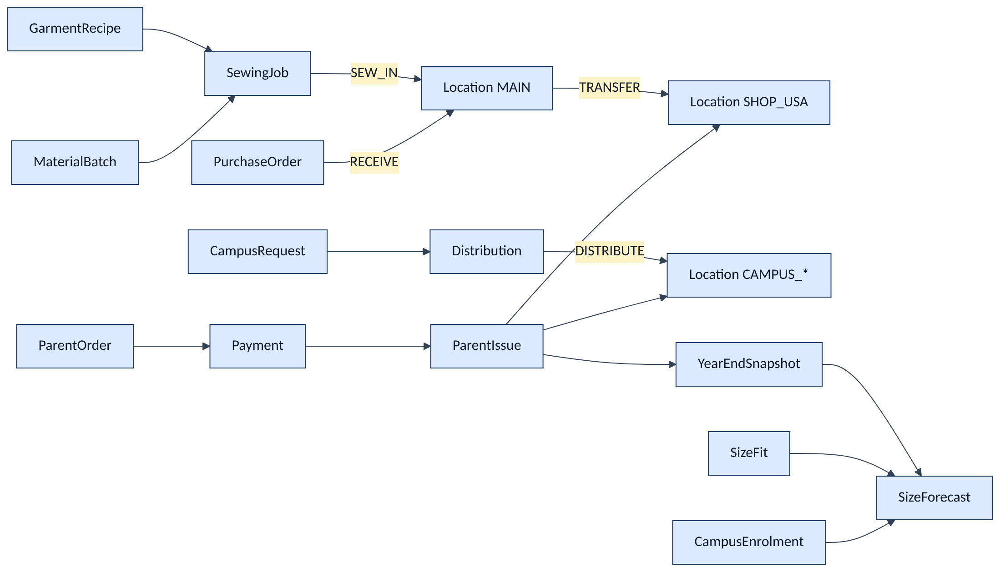 GarmentRecipe
SewingJob
SEW_IN
Location MAIN
TRANSFER
Location SHOP_USA
MaterialBatch
PurchaseOrder
RECEIVE
CampusRequest
Distribution
DISTRIBUTE
Location CAMPUS_*
ParentOrder
Payment
ParentIssue
YearEndSnapshot
SizeFit
SizeForecast
CampusEnrolment